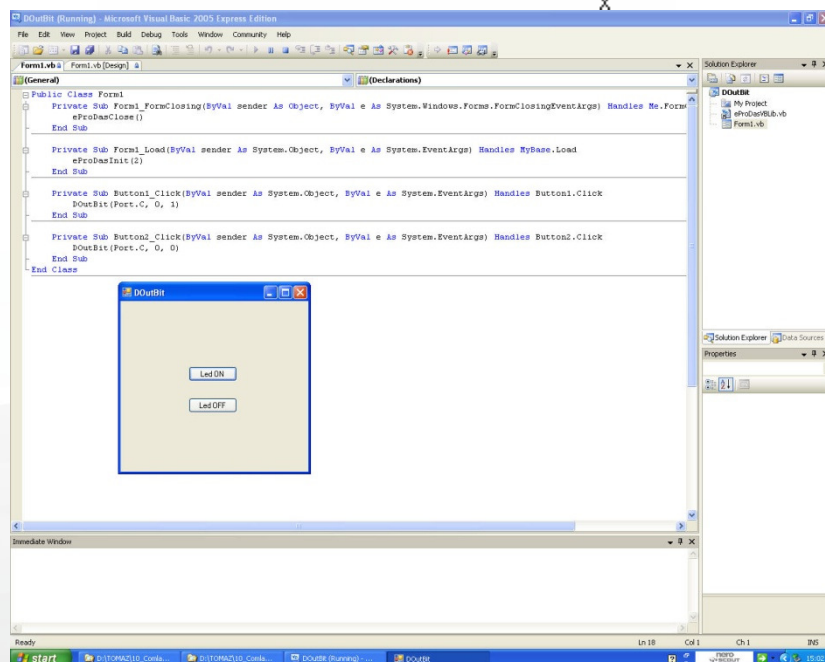 x
DOutBit (Running) - Microsoft Visual Basic 2005 Express Edition
File Edit View Project Build Debug Tools Window Community Help
Form1.vb Form1.vb [Design]
(General) (Declarations)
Public Class Form1
Private Sub Form1_FormClosing(ByVal sender As Object, ByVal e As System.Windows.Forms.FormClosingEventArgs) Handles Me.Form
eProDasClose()
End Sub
Private Sub Form1_Load(ByVal sender As System.Object, ByVal e As System.EventArgs) Handles MyBase.Load
eProDasInit(2)
End Sub
Private Sub Button1_Click(ByVal sender As System.Object, ByVal e As System.EventArgs) Handles Button1.Click
DOutBit(Port.C, 0, 1)
End Sub
Private Sub Button2_Click(ByVal sender As System.Object, ByVal e As System.EventArgs) Handles Button2.Click
DOutBit(Port.C, 0, 0)
End Sub
End Class
DOutBit
Led ON
Led OFF
Solution Explorer
DOutBit
My Project
eProDasVBLib.vb
Form1.vb
Solution Explorer Data Sources
Properties
Immediate Window
Ready Ln 18 Col 1 Ch 1 INS
start D:\TOMAZ\10_Comla... D:\TOMAZ\10_Comla... DOutBit (Running) - ... DOutBit nero 15:02